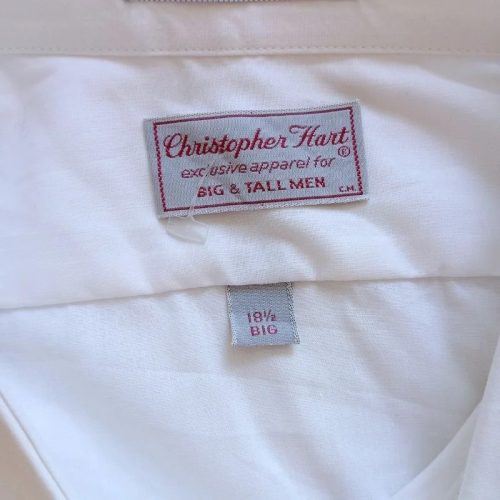 Christopher Hart®
exclusive apparel for
BIG & TALL MEN
C.H.
18½
BIG